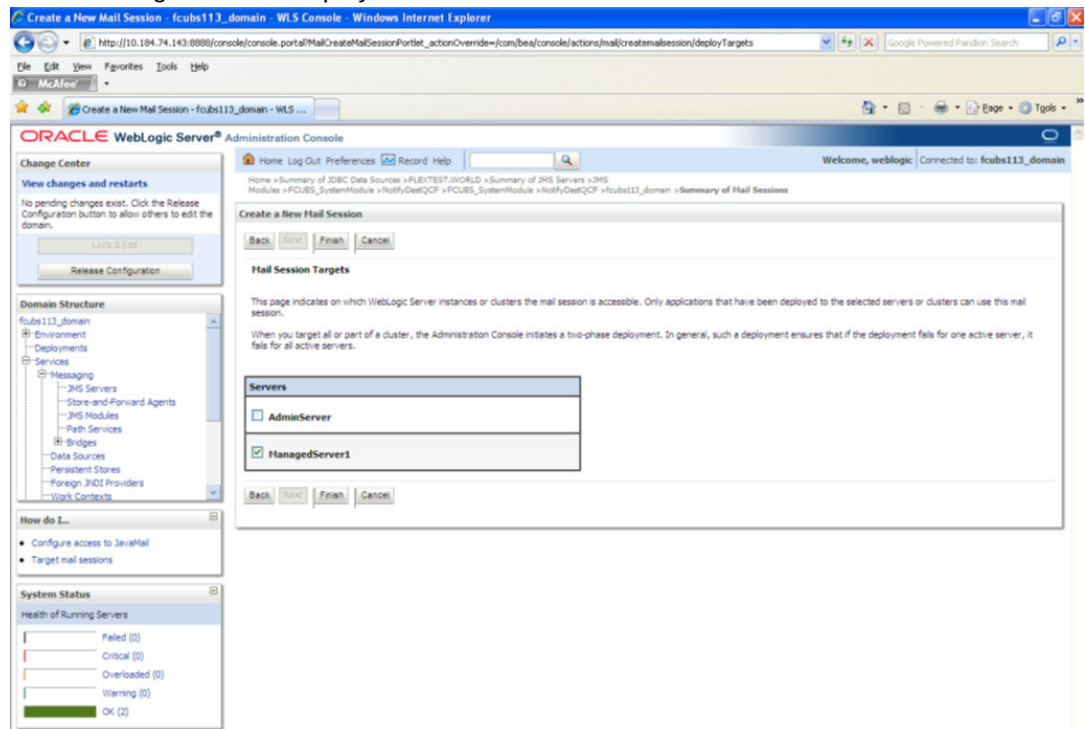 Create a New Mail Session - fcubs113_domain - WLS Console - Windows Internet Explorer
http://10.184.74.143:8888/console/console.portal?MailCreateMailSessionPortlet_actionOverride=/com/bea/console/actions/mail/createmailsession/deployTargets
Google Powered Pandion Search
File Edit View Favorites Tools Help
McAfee
Create a New Mail Session - fcubs113_domain - WLS ...
Page Tools
ORACLE WebLogic Server® Administration Console
Change Center
View changes and restarts
No pending changes exist. Click the Release
Configuration button to allow others to edit the
domain.
Lock & Edit
Release Configuration
Domain Structure
fcubs113_domain
Environment
Deployments
Services
Messaging
JMS Servers
Store-and-Forward Agents
JMS Modules
Path Services
Bridges
Data Sources
Persistent Stores
Foreign JNDI Providers
Work Contexts
How do I...
Configure access to JavaMail
Target mail sessions
System Status
Health of Running Servers
Failed (0)
Critical (0)
Overloaded (0)
Warning (0)
OK (2)
Home Log Out Preferences Record Help
Welcome, weblogic Connected to: fcubs113_domain
Home >Summary of JDBC Data Sources >FLEXTEST.WORLD >Summary of JMS Servers >JMS
Modules >FCUBS_SystemModule >NotifyDestQCF >FCUBS_SystemModule >NotifyDestQCF >fcubs113_domain >Summary of Mail Sessions
Create a New Mail Session
Back Next Finish Cancel
Mail Session Targets
This page indicates on which WebLogic Server instances or clusters the mail session is accessible. Only applications that have been deployed to the selected servers or clusters can use this mail
session.
When you target all or part of a cluster, the Administration Console initiates a two-phase deployment. In general, such a deployment ensures that if the deployment fails for one active server, it
fails for all active servers.
Servers
AdminServer
ManagedServer1
Back Next Finish Cancel